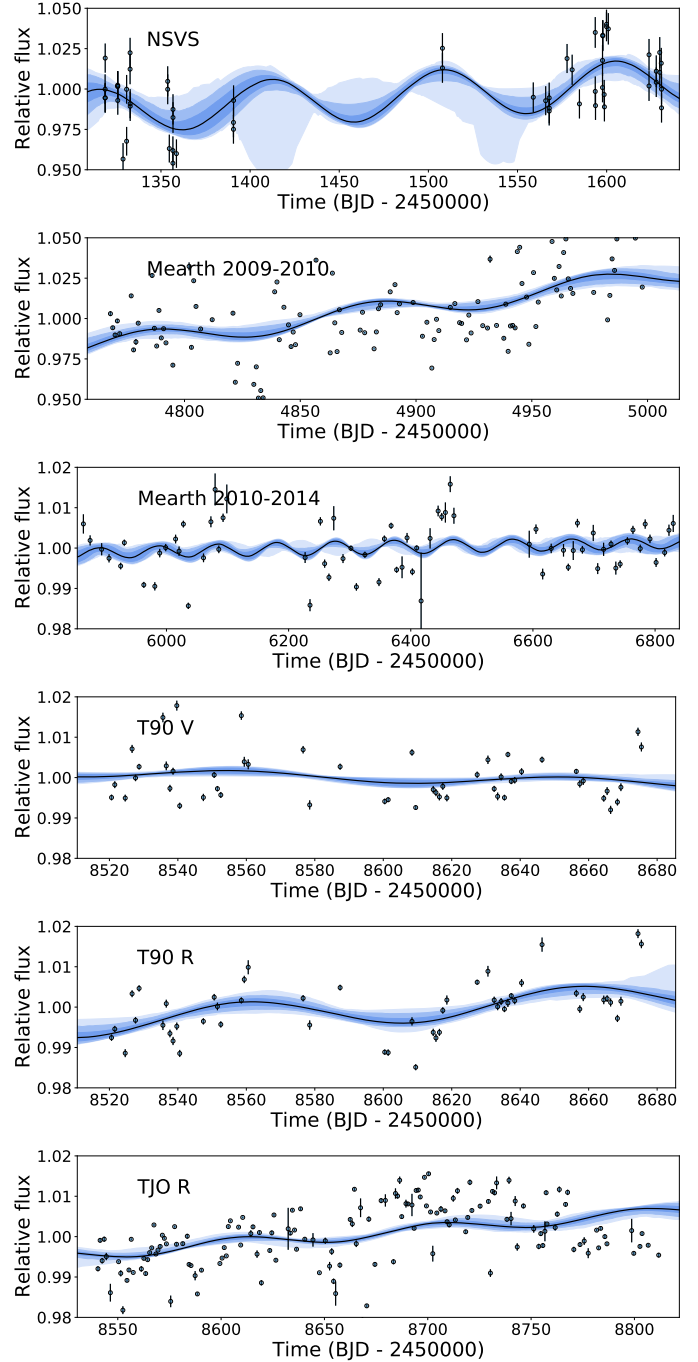 NSVS
Relative flux
1.050
1.025
1.000
0.975
0.950
1350 1400 1450 1500 1550 1600
Time (BJD - 2450000)
Mearth 2009-2010
Relative flux
1.050
1.025
1.000
0.975
0.950
4800 4850 4900 4950 5000
Time (BJD - 2450000)
Mearth 2010-2014
Relative flux
1.02
1.01
1.00
0.99
0.98
6000 6200 6400 6600 6800
Time (BJD - 2450000)
T90 V
Relative flux
1.02
1.01
1.00
0.99
0.98
8520 8540 8560 8580 8600 8620 8640 8660 8680
Time (BJD - 2450000)
T90 R
Relative flux
1.02
1.01
1.00
0.99
0.98
8520 8540 8560 8580 8600 8620 8640 8660 8680
Time (BJD - 2450000)
TJO R
Relative flux
1.02
1.01
1.00
0.99
0.98
8550 8600 8650 8700 8750 8800
Time (BJD - 2450000)